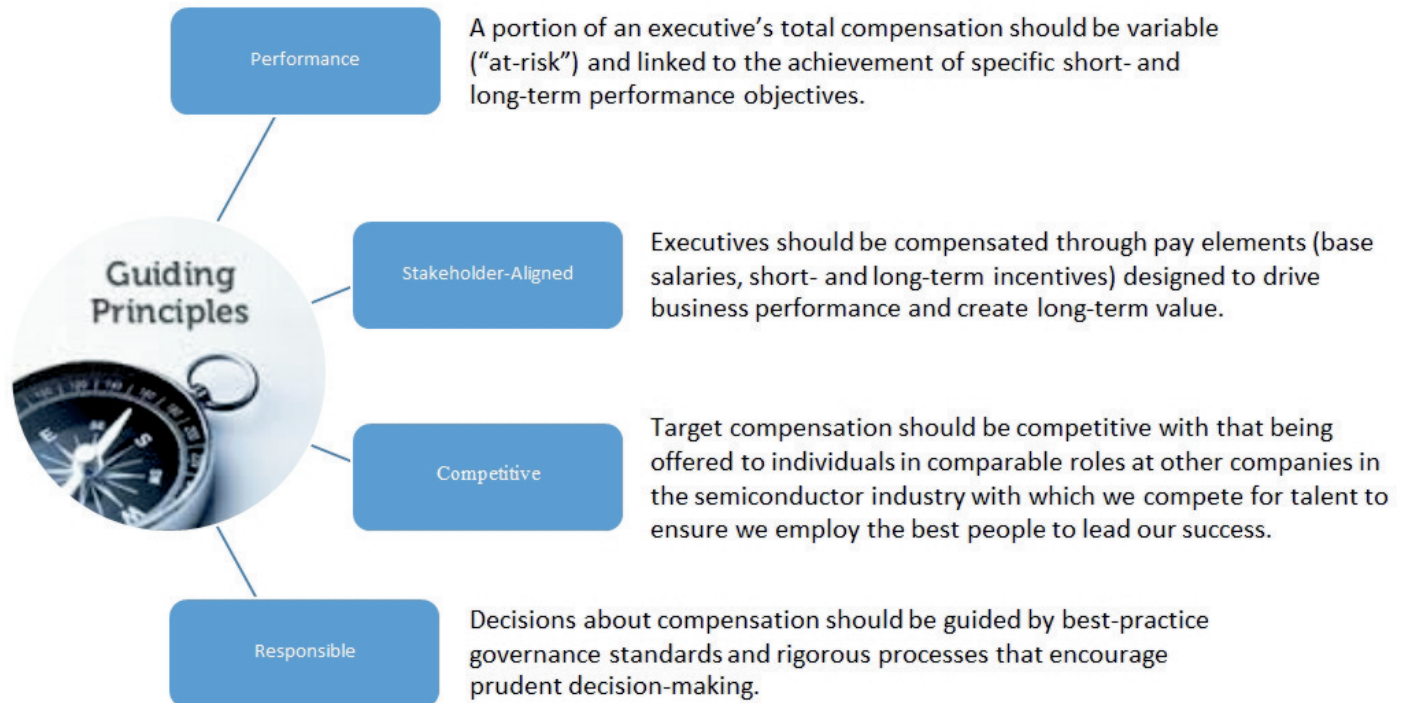 Performance
A portion of an executive’s total compensation should be variable
(“at-risk”) and linked to the achievement of specific short- and
long-term performance objectives.
Guiding
Principles
Stakeholder-Aligned
Executives should be compensated through pay elements (base
salaries, short- and long-term incentives) designed to drive
business performance and create long-term value.
Competitive
Target compensation should be competitive with that being
offered to individuals in comparable roles at other companies in
the semiconductor industry with which we compete for talent to
ensure we employ the best people to lead our success.
Responsible
Decisions about compensation should be guided by best-practice
governance standards and rigorous processes that encourage
prudent decision-making.
E
S